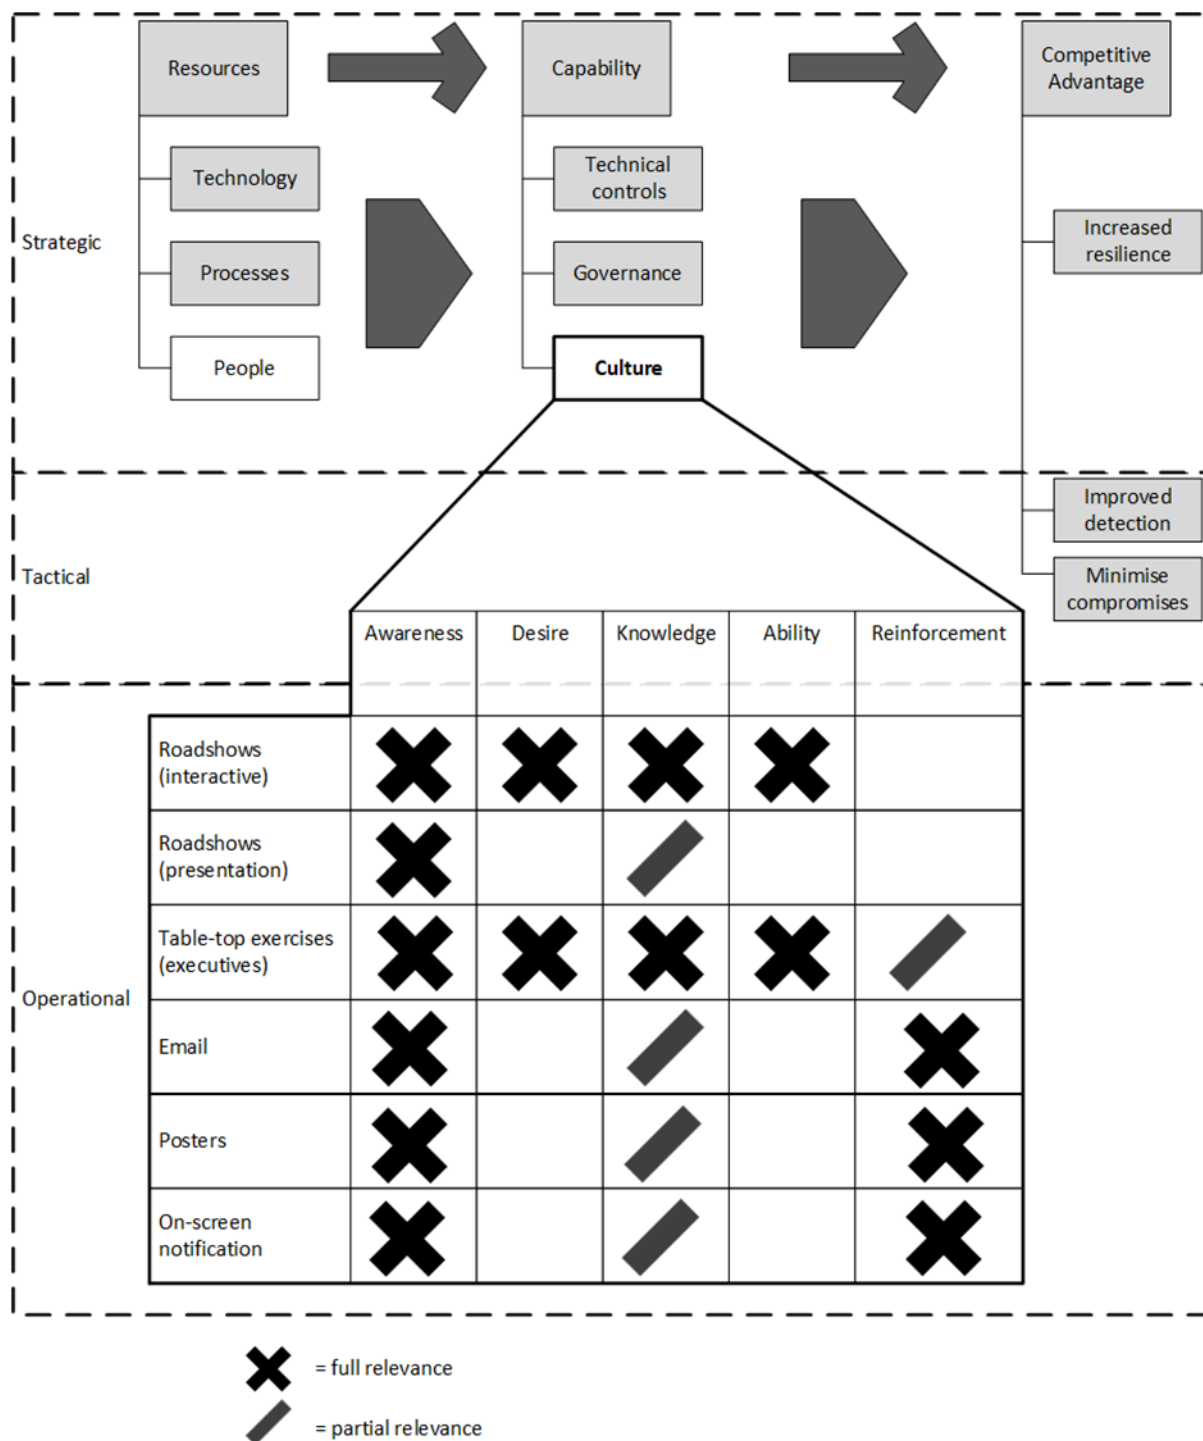 Resources
Capability
Competitive
Advantage
Technology
Technical
controls
Strategic
Increased
resilience
Processes
Governance
People
Culture
Improved
detection
Tactical
Minimise
compromises
Awareness
Desire
Knowledge
Ability
Reinforcement
Roadshows
(interactive)
Roadshows
(presentation)
Table-top exercises
(executives)
Operational
Email
Posters
On-screen
notification
= full relevance
= partial relevance